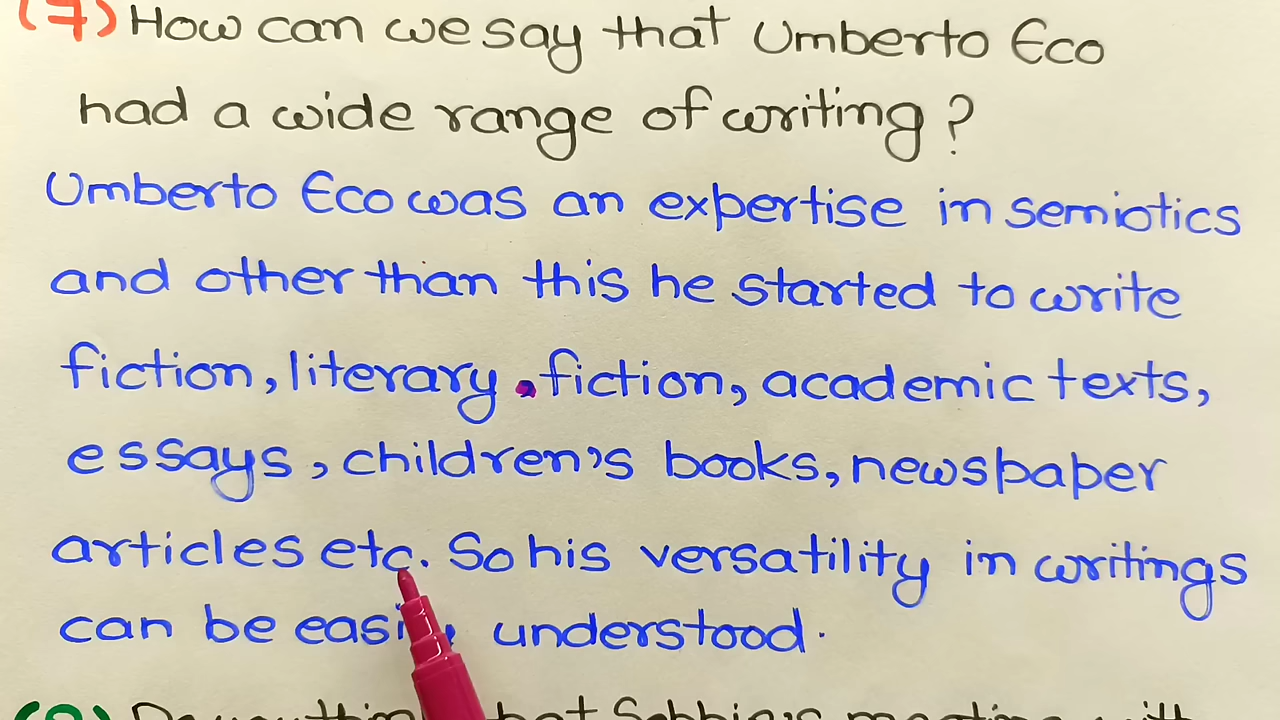 (7) How can we say that Umberto Eco
had a wide range of writing?
Umberto Eco was an expertise in semiotics
and other than this he started to write
fiction, literary fiction, academic texts,
essays, children's books, newspaper
articles etc. So his versatility in writings
can be understood.